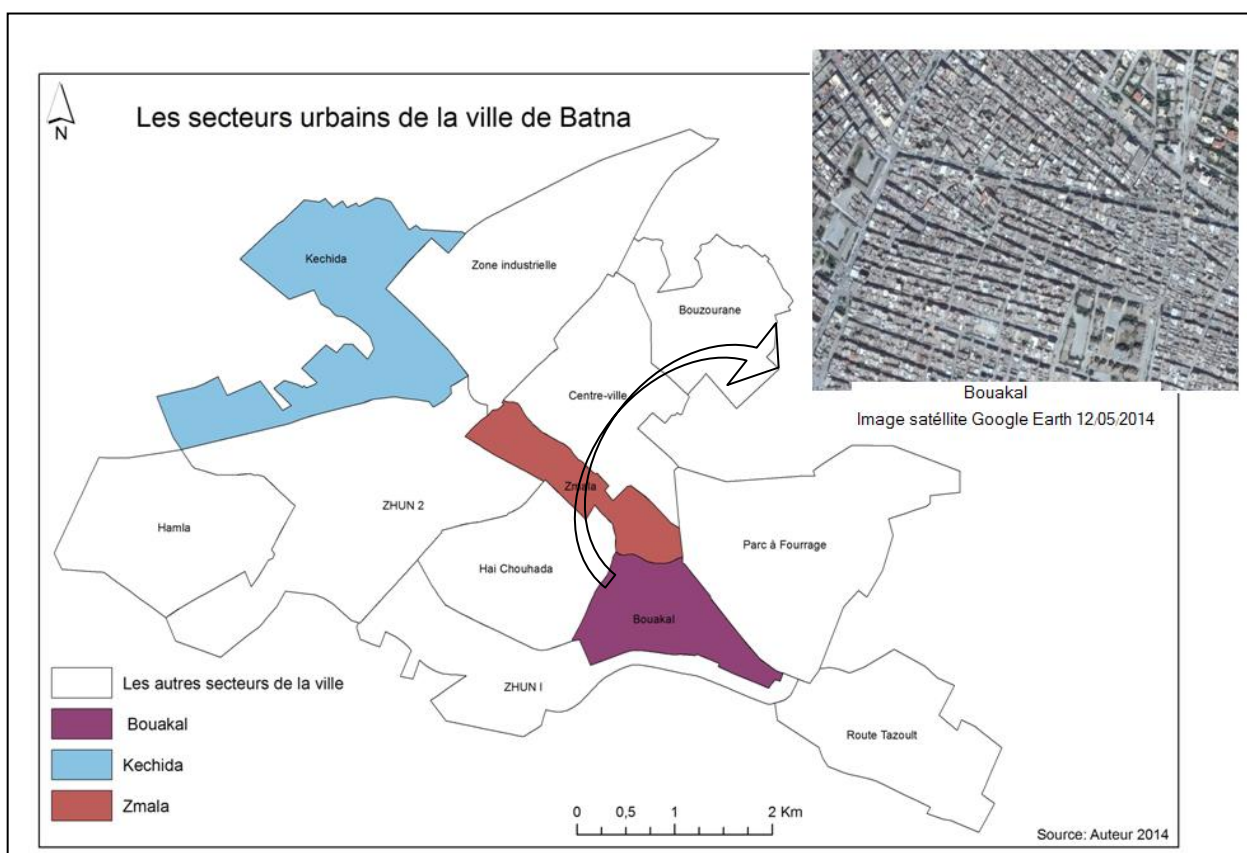 N
Les secteurs urbains de la ville de Batna
Kechida
Zone industrielle
Bouzourane
Centre-ville
Bouakal
Image satéllite Google Earth 12/05/2014
Zmala
Hamla
ZHUN 2
Parc à Fourrage
Hai Chouhada
Bouakal
ZHUN I
Route Tazoult
Les autres secteurs de la ville
Bouakal
Kechida
Zmala
0 0,5 1 2 Km
Source: Auteur 2014